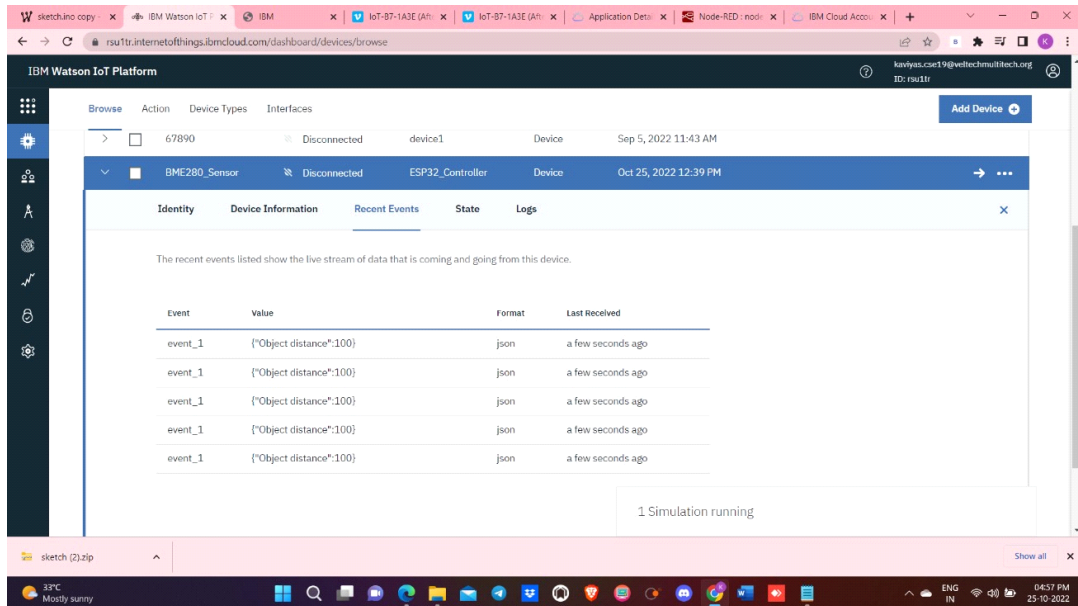 sketch.ino copy
IBM Watson IoT P
IBM
IoT-B7-1A3E (Aft
IoT-B7-1A3E (Aft
Application Detail
Node-RED : node
IBM Cloud Accou
rsu1tr.internetofthings.ibmcloud.com/dashboard/devices/browse
K
IBM Watson IoT Platform
kaviyas.cse19@veltechmultitech.org
ID: rsu1tr
Browse Action Device Types Interfaces
Add Device
67890 Disconnected device1 Device Sep 5, 2022 11:43 AM
BME280_Sensor Disconnected ESP32_Controller Device Oct 25, 2022 12:39 PM
Identity Device Information Recent Events State Logs
The recent events listed show the live stream of data that is coming and going from this device.
Event Value Format Last Received
event_1 {"Object distance":100} json a few seconds ago
event_1 {"Object distance":100} json a few seconds ago
event_1 {"Object distance":100} json a few seconds ago
event_1 {"Object distance":100} json a few seconds ago
event_1 {"Object distance":100} json a few seconds ago
1 Simulation running
sketch (2).zip
Show all
33°C
Mostly sunny
ENG
IN
04:57 PM
25-10-2022